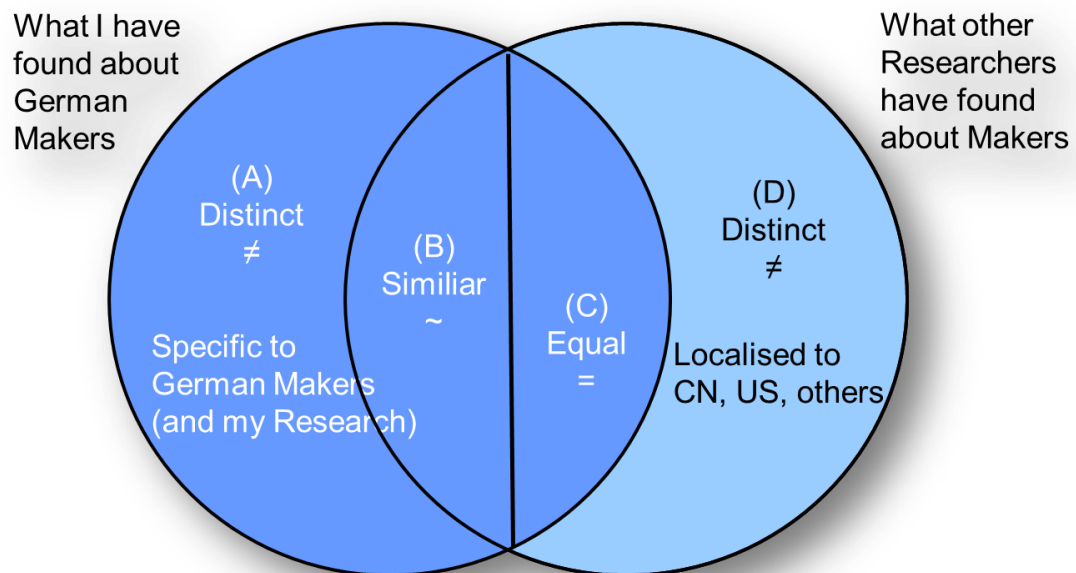 What I have
found about
German
Makers
What other
Researchers
have found
about Makers
(A)
Distinct
≠
Specific to
German Makers
(and my Research)
(B)
Similiar
~
(C)
Equal
=
(D)
Distinct
≠
Localised to
CN, US, others